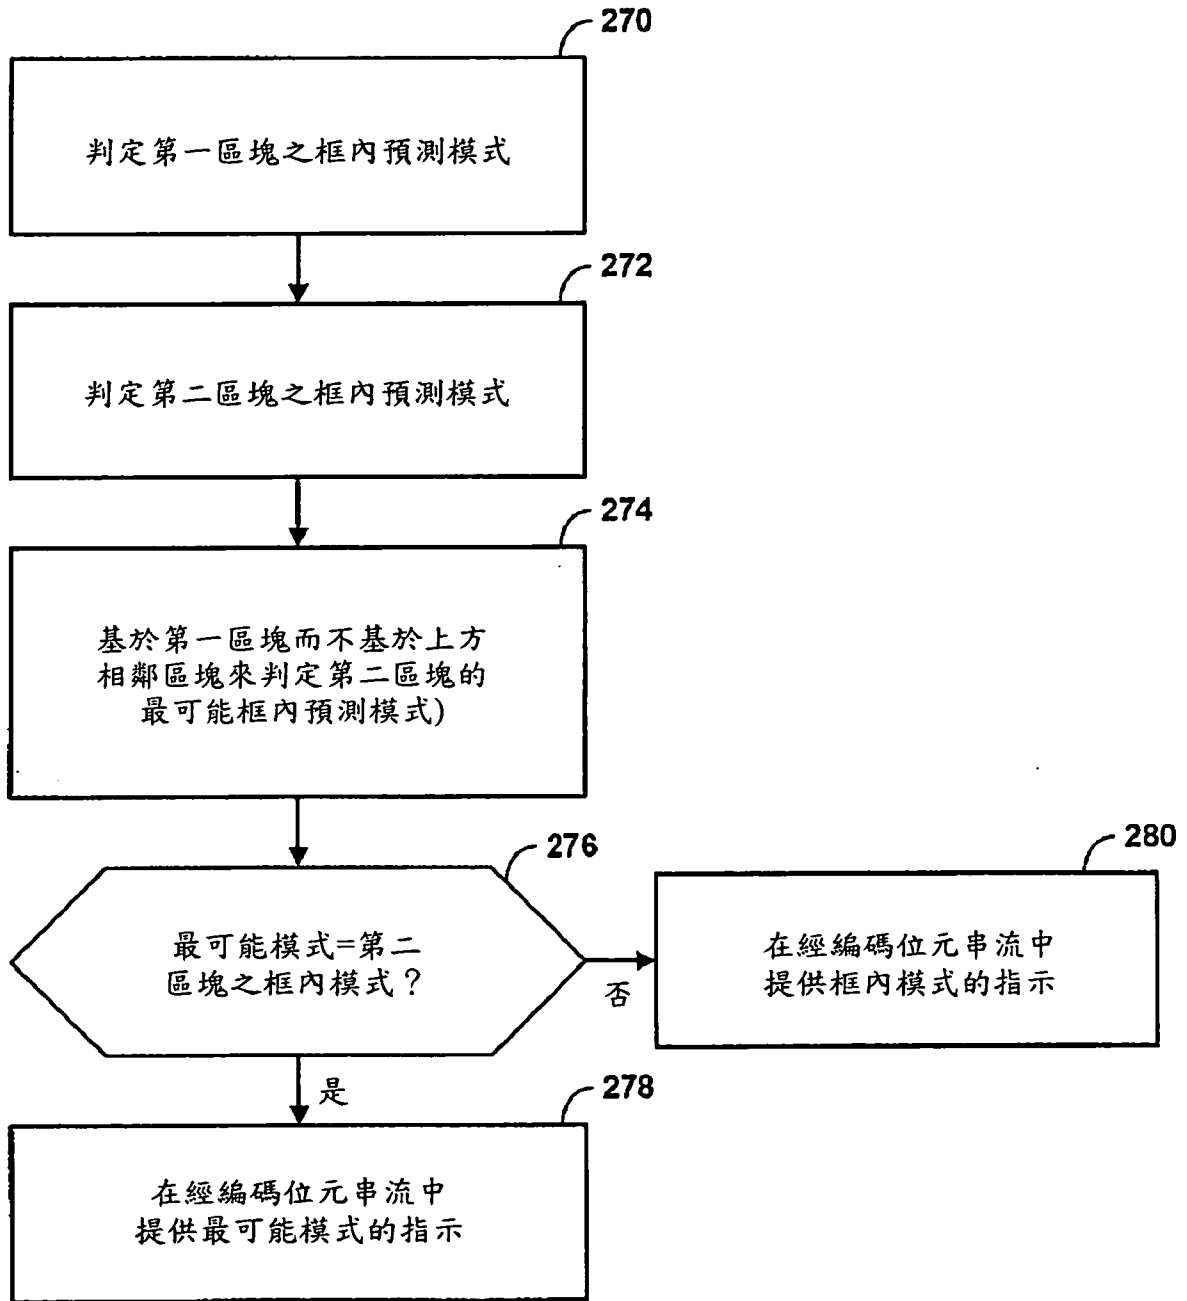 270
判定第一區塊之框內預測模式
272
判定第二區塊之框內預測模式
274
基於第一區塊而不基於上方
相鄰區塊來判定第二區塊的
最可能框內預測模式)
276
最可能模式=第二
區塊之框內模式？
否
280
在經編碼位元串流中
提供框內模式的指示
是
278
在經編碼位元串流中
提供最可能模式的指示